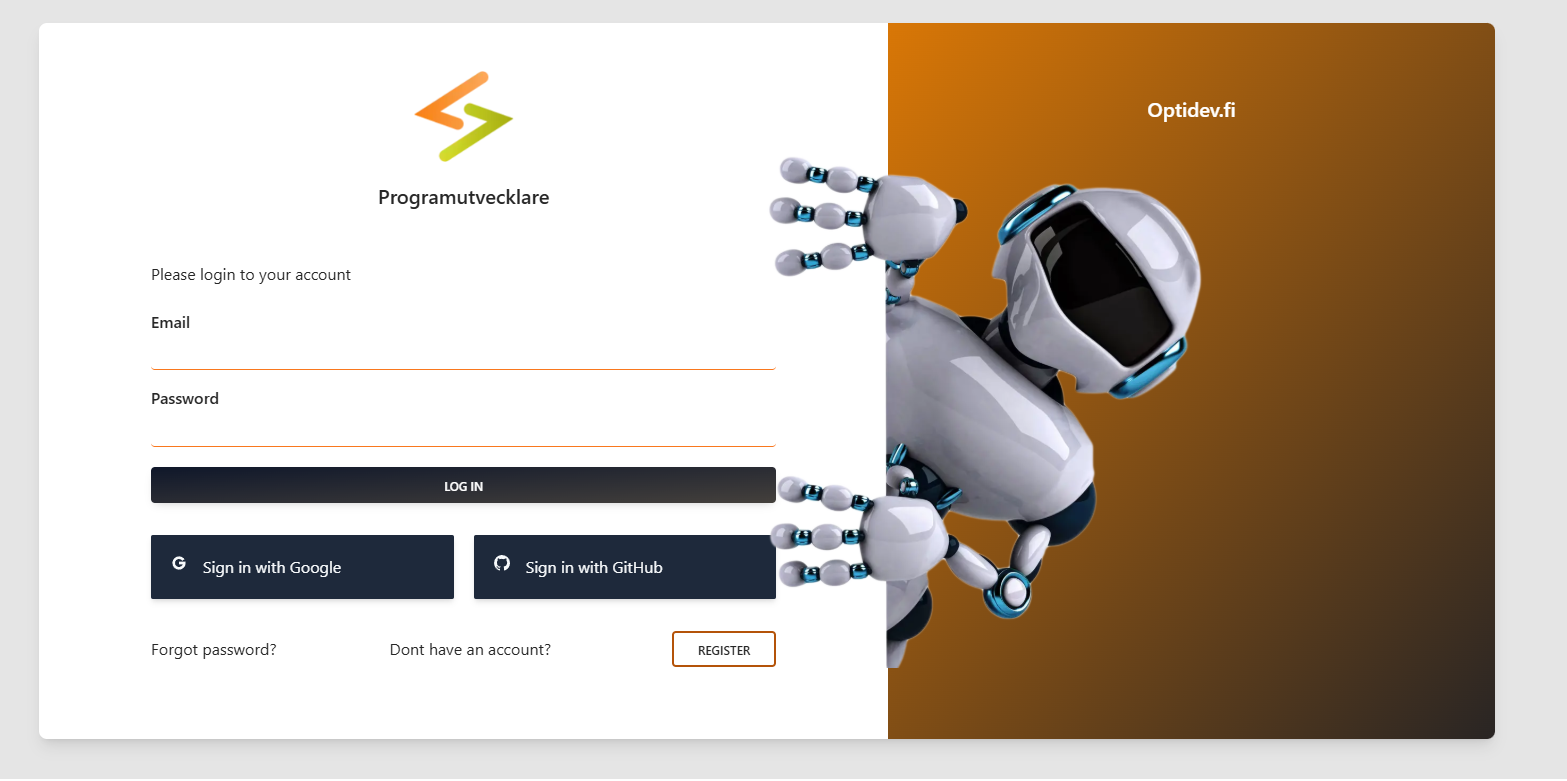 Programutvecklare
Please login to your account
Email
Password
LOG IN
Sign in with Google
Sign in with GitHub
Forgot password?
Dont have an account?
REGISTER
Optidev.fi